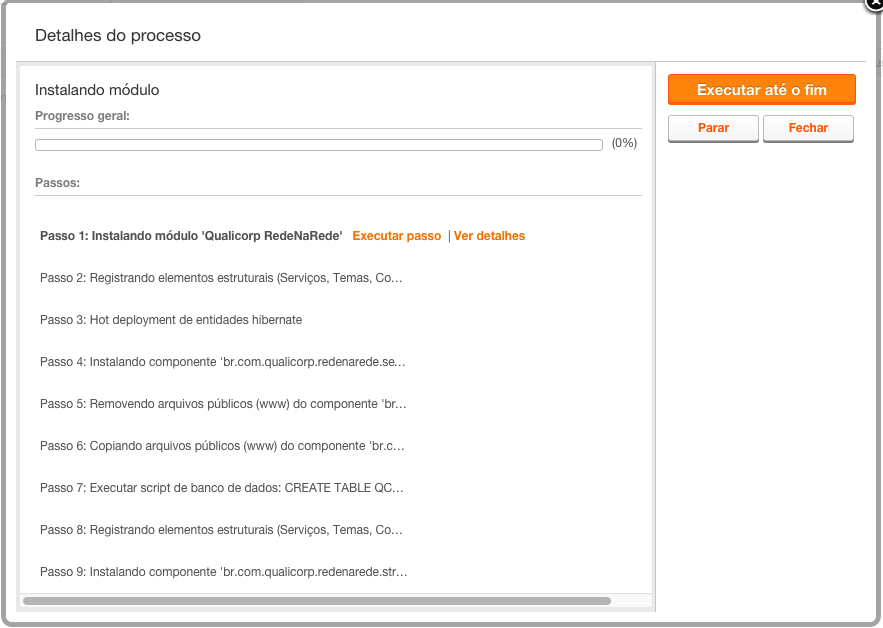 Detalhes do processo
Instalando módulo
Progresso geral:
(0%)
Passos:
Passo 1: Instalando módulo 'Qualicorp RedeNaRede' Executar passo | Ver detalhes
Passo 2: Registrando elementos estruturais (Serviços, Temas, Co…
Passo 3: Hot deployment de entidades hibernate
Passo 4: Instalando componente 'br.com.qualicorp.redenarede.se…
Passo 5: Removendo arquivos públicos (www) do componente 'br…
Passo 6: Copiando arquivos públicos (www) do componente 'br.c…
Passo 7: Executar script de banco de dados: CREATE TABLE QC…
Passo 8: Registrando elementos estruturais (Serviços, Temas, Co…
Passo 9: Instalando componente 'br.com.qualicorp.redenarede.str…
Executar até o fim
Parar
Fechar